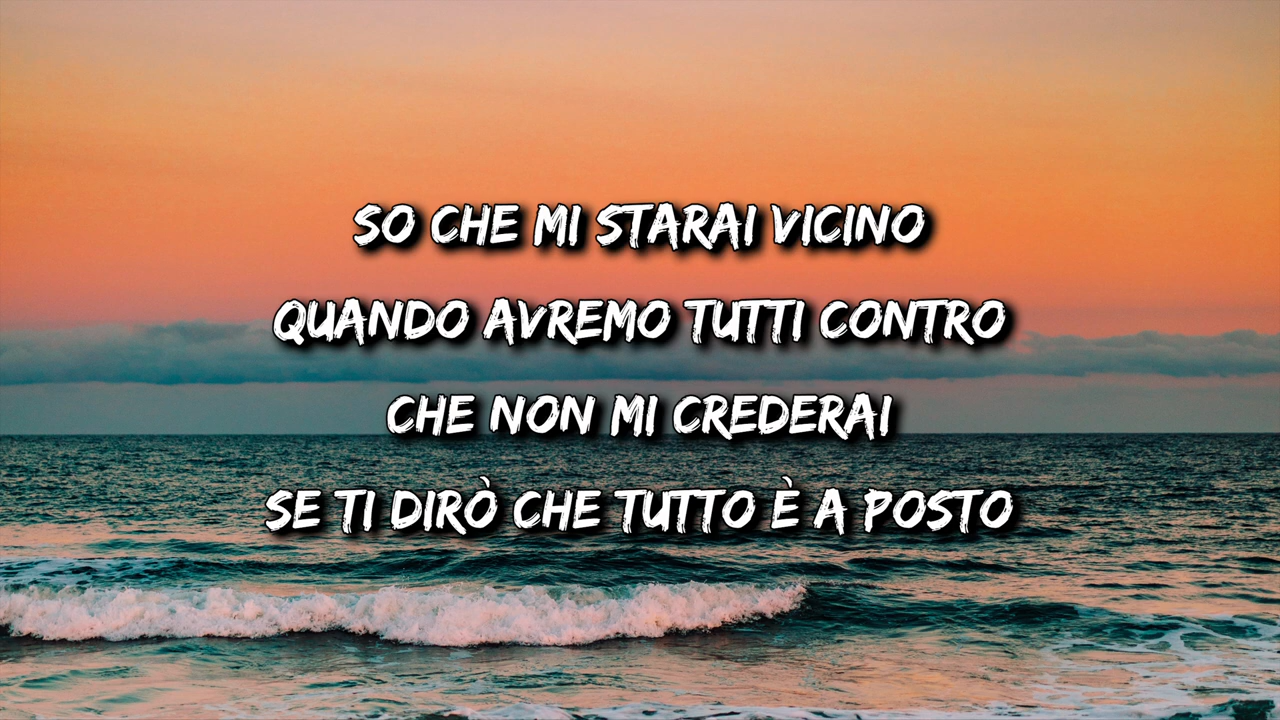 SO CHE MI STARAI VICINO
QUANDO AVREMO TUTTI CONTRO
CHE NON MI CREDERAI
SE TI DIRÒ CHE TUTTO È A POSTO